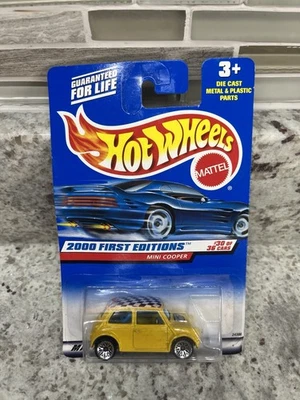 GUARANTEED
FOR LIFE
3+
DIE CAST
METAL & PLASTIC
PARTS
HOT WHEELS
MATTEL
2000 FIRST EDITIONS™
MINI COOPER
#30 OF
36 CARS